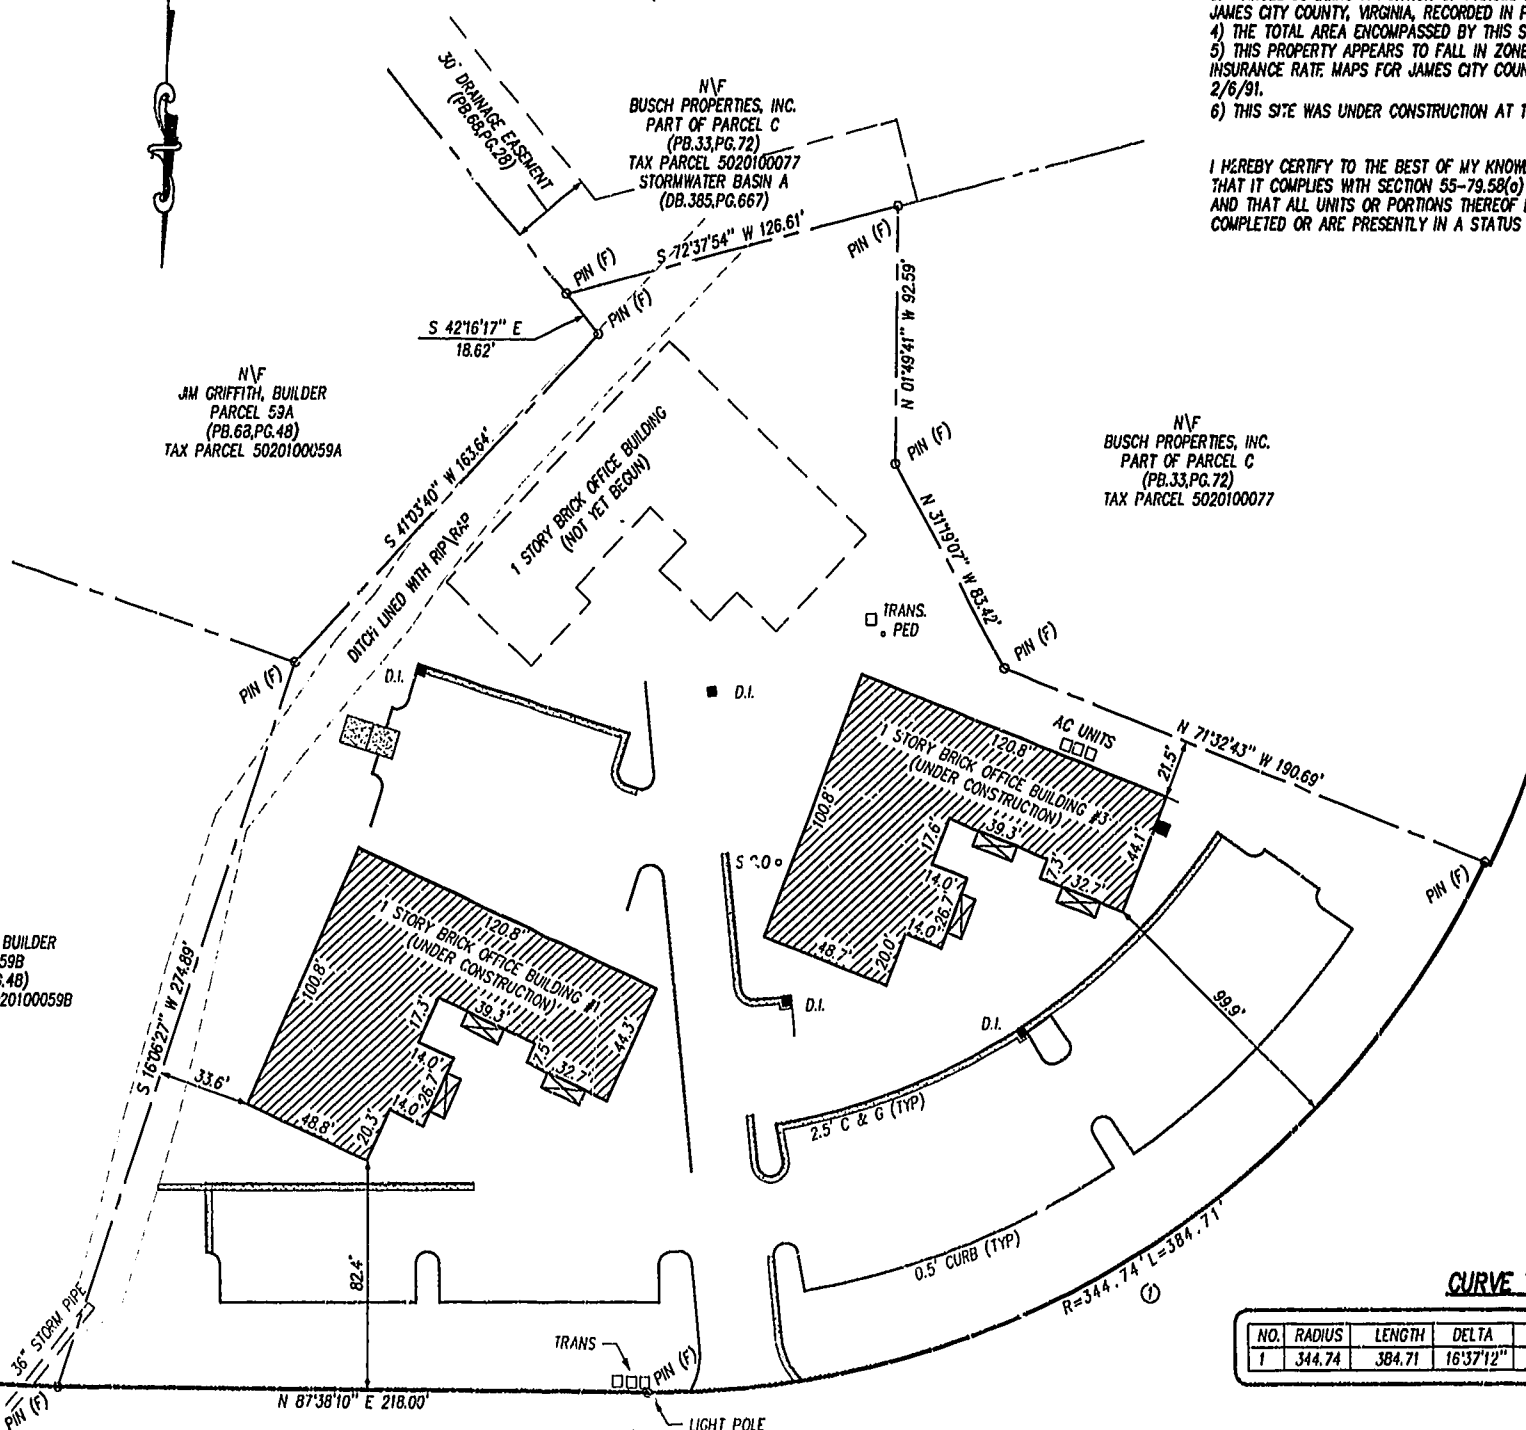 JAMES CITY COUNTY, VIRGINIA, RECORDED IN
4) THE TOTAL AREA ENCOMPASSED BY THIS
5) THIS PROPERTY APPEARS TO FALL IN ZONE
INSURANCE RATE MAPS FOR JAMES CITY
2/6/91.
6) THIS SITE WAS UNDER CONSTRUCTION AT
I HEREBY CERTIFY TO THE BEST OF MY
THAT IT COMPLIES WITH SECTION 55-79.58(a)
AND THAT ALL UNITS OR PORTIONS THEREOF
COMPLETED OR ARE PRESENTLY IN A STATUS
30' DRAINAGE EASEMENT
(PB.68,PG.28)
N\F
BUSCH PROPERTIES, INC.
PART OF PARCEL C
(PB.33,PG.72)
TAX PARCEL 5020100077
STORMWATER BASIN A
(DB.385,PG.667)
S 72°37'54" W 126.61'
PIN (F)
PIN (F)
PIN (F)
S 42°16'17" E
18.62'
N 01°49'41" W 92.59'
N\F
JIM GRIFFITH, BUILDER
PARCEL 59A
(PB.68,PG.48)
TAX PARCEL 5020100059A
S 41°03'40" W 163.64'
DITCH LINED WITH RIP\RAP
1 STORY BRICK OFFICE BUILDING
(NOT YET BEGUN)
PIN (F)
N\F
BUSCH PROPERTIES, INC.
PART OF PARCEL C
(PB.33,PG.72)
TAX PARCEL 5020100077
N 31°19'07" W 83.42'
TRANS.
PED
PIN (F)
PIN (F)
D.I.
D.I.
AC UNITS
N 71°32'43" W 190.69'
21.5'
120.8"
1 STORY BRICK OFFICE BUILDING #3
(UNDER CONSTRUCTION)
100.8'
17.6'
39.3'
44.1'
7.3'
32.7'
14.0'
26.7'
14.0'
48.7'
20.0'
PIN (F)
120.8'
1 STORY BRICK OFFICE BUILDING #1
(UNDER CONSTRUCTION)
100.8'
17.3'
39.3'
44.3'
7.5'
32.7'
14.0'
26.7'
14.0'
48.8'
20.3'
BUILDER
59B
20100059B
S 16°06'27" W 274.89'
33.6'
D.I.
D.I.
99.9'
2.5' C & G (TYP)
82.4'
0.5' CURB (TYP)
R=344.74' L=384.71'
1
36" STORM PIPE
TRANS
PIN (F)
PIN (F)
N 87°38'10" E 218.00'
LIGHT POLE
CURVE
NO. RADIUS LENGTH DELTA
1 344.74 384.71 16°37'12"